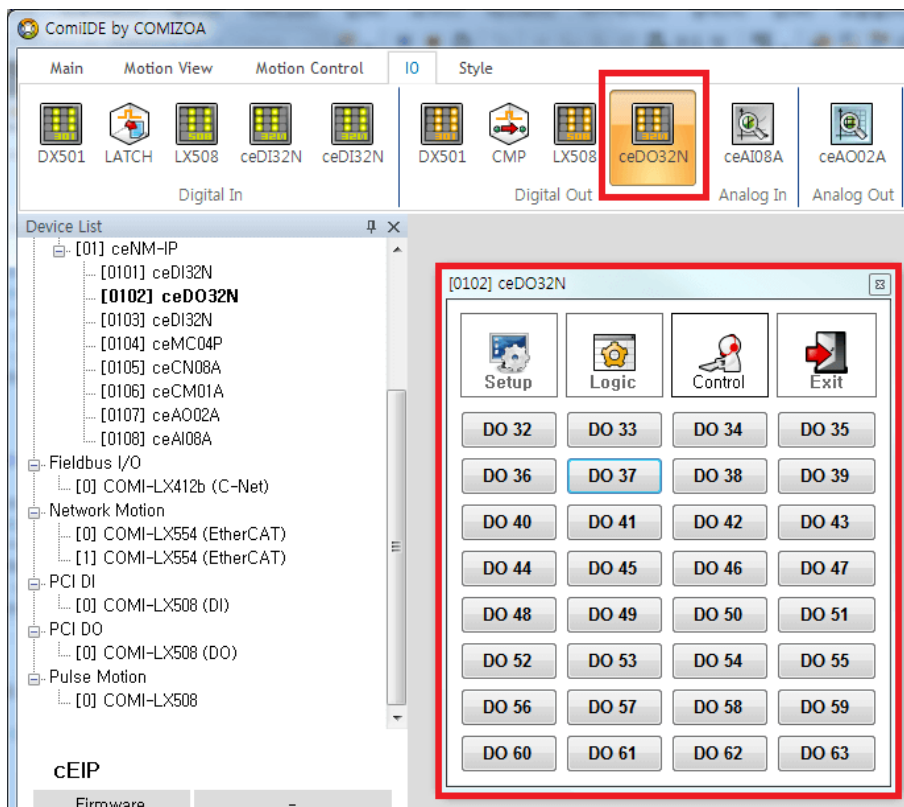 ComiIDE by COMIZOA
Main Motion View Motion Control IO Style
DX501 LATCH LX508 ceDI32N ceDI32N DX501 CMP LX508 ceDO32N ceAI08A ceAO02A
Digital In Digital Out Analog In Analog Out
Device List
[01] ceNM-IP
[0101] ceDI32N
[0102] ceDO32N
[0103] ceDI32N
[0104] ceMC04P
[0105] ceCN08A
[0106] ceCM01A
[0107] ceAO02A
[0108] ceAI08A
Fieldbus I/O
[0] COMI-LX412b (C-Net)
Network Motion
[0] COMI-LX554 (EtherCAT)
[1] COMI-LX554 (EtherCAT)
PCI DI
[0] COMI-LX508 (DI)
PCI DO
[0] COMI-LX508 (DO)
Pulse Motion
[0] COMI-LX508
cEIP
Firmware -
[0102] ceDO32N
Setup Logic Control Exit
DO 32 DO 33 DO 34 DO 35
DO 36 DO 37 DO 38 DO 39
DO 40 DO 41 DO 42 DO 43
DO 44 DO 45 DO 46 DO 47
DO 48 DO 49 DO 50 DO 51
DO 52 DO 53 DO 54 DO 55
DO 56 DO 57 DO 58 DO 59
DO 60 DO 61 DO 62 DO 63